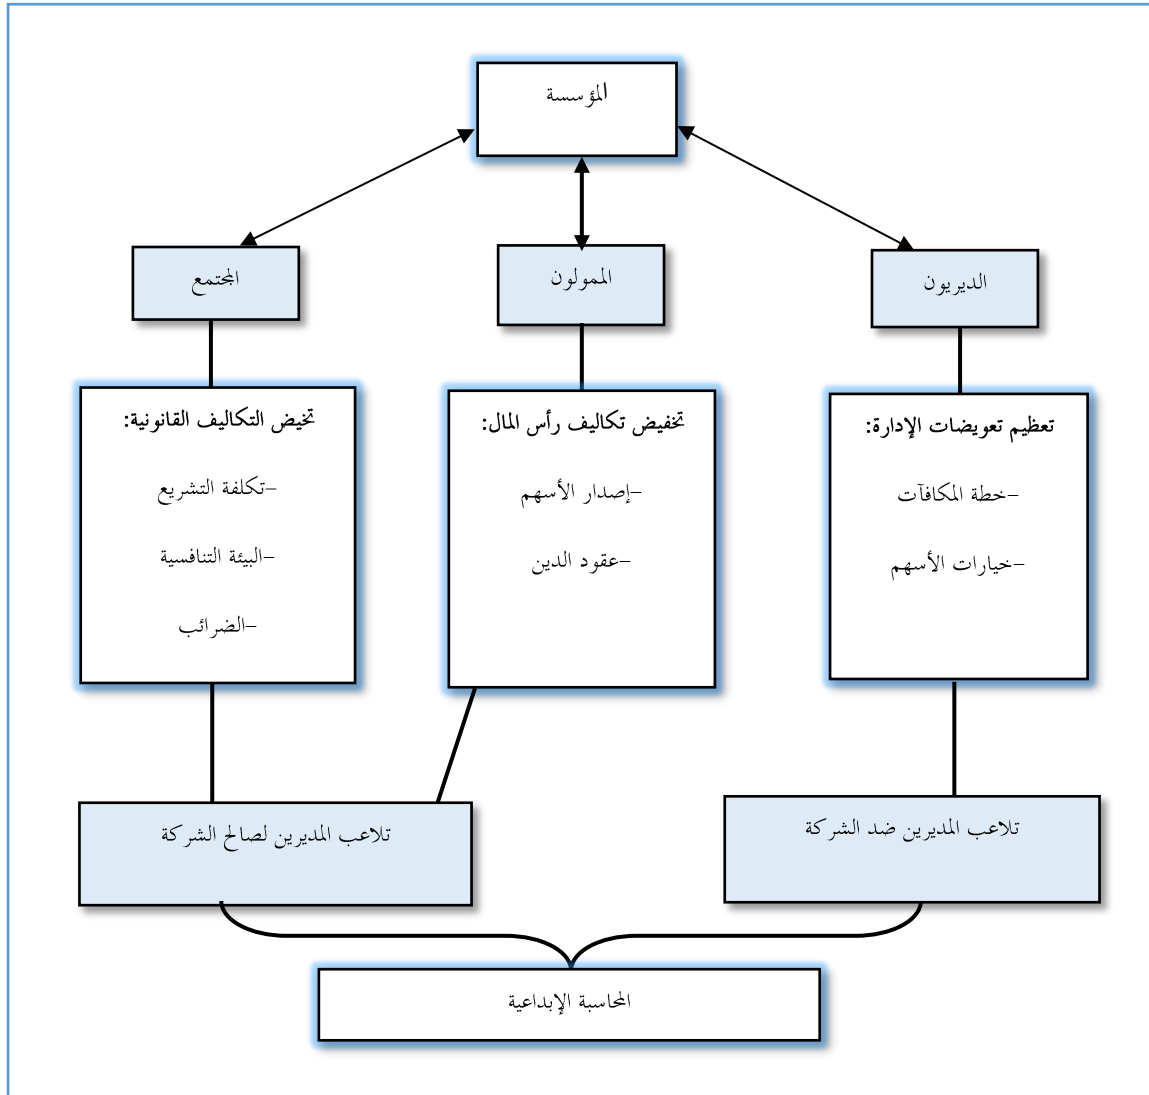 المؤسسة
الديريون
الممولون
المجتمع
تعظيم تعويضات الإدارة:
-خطة المكافآت
-خيارات الأسهم
تخفيض تكاليف رأس المال:
-إصدار الأسهم
-عقود الدين
تخيض التكاليف القانونية:
-تكلفة التشريع
-البيئة التنافسية
-الضرائب
تلاعب المديرين ضد الشركة
تلاعب المديرين لصالح الشركة
المحاسبة الإبداعية